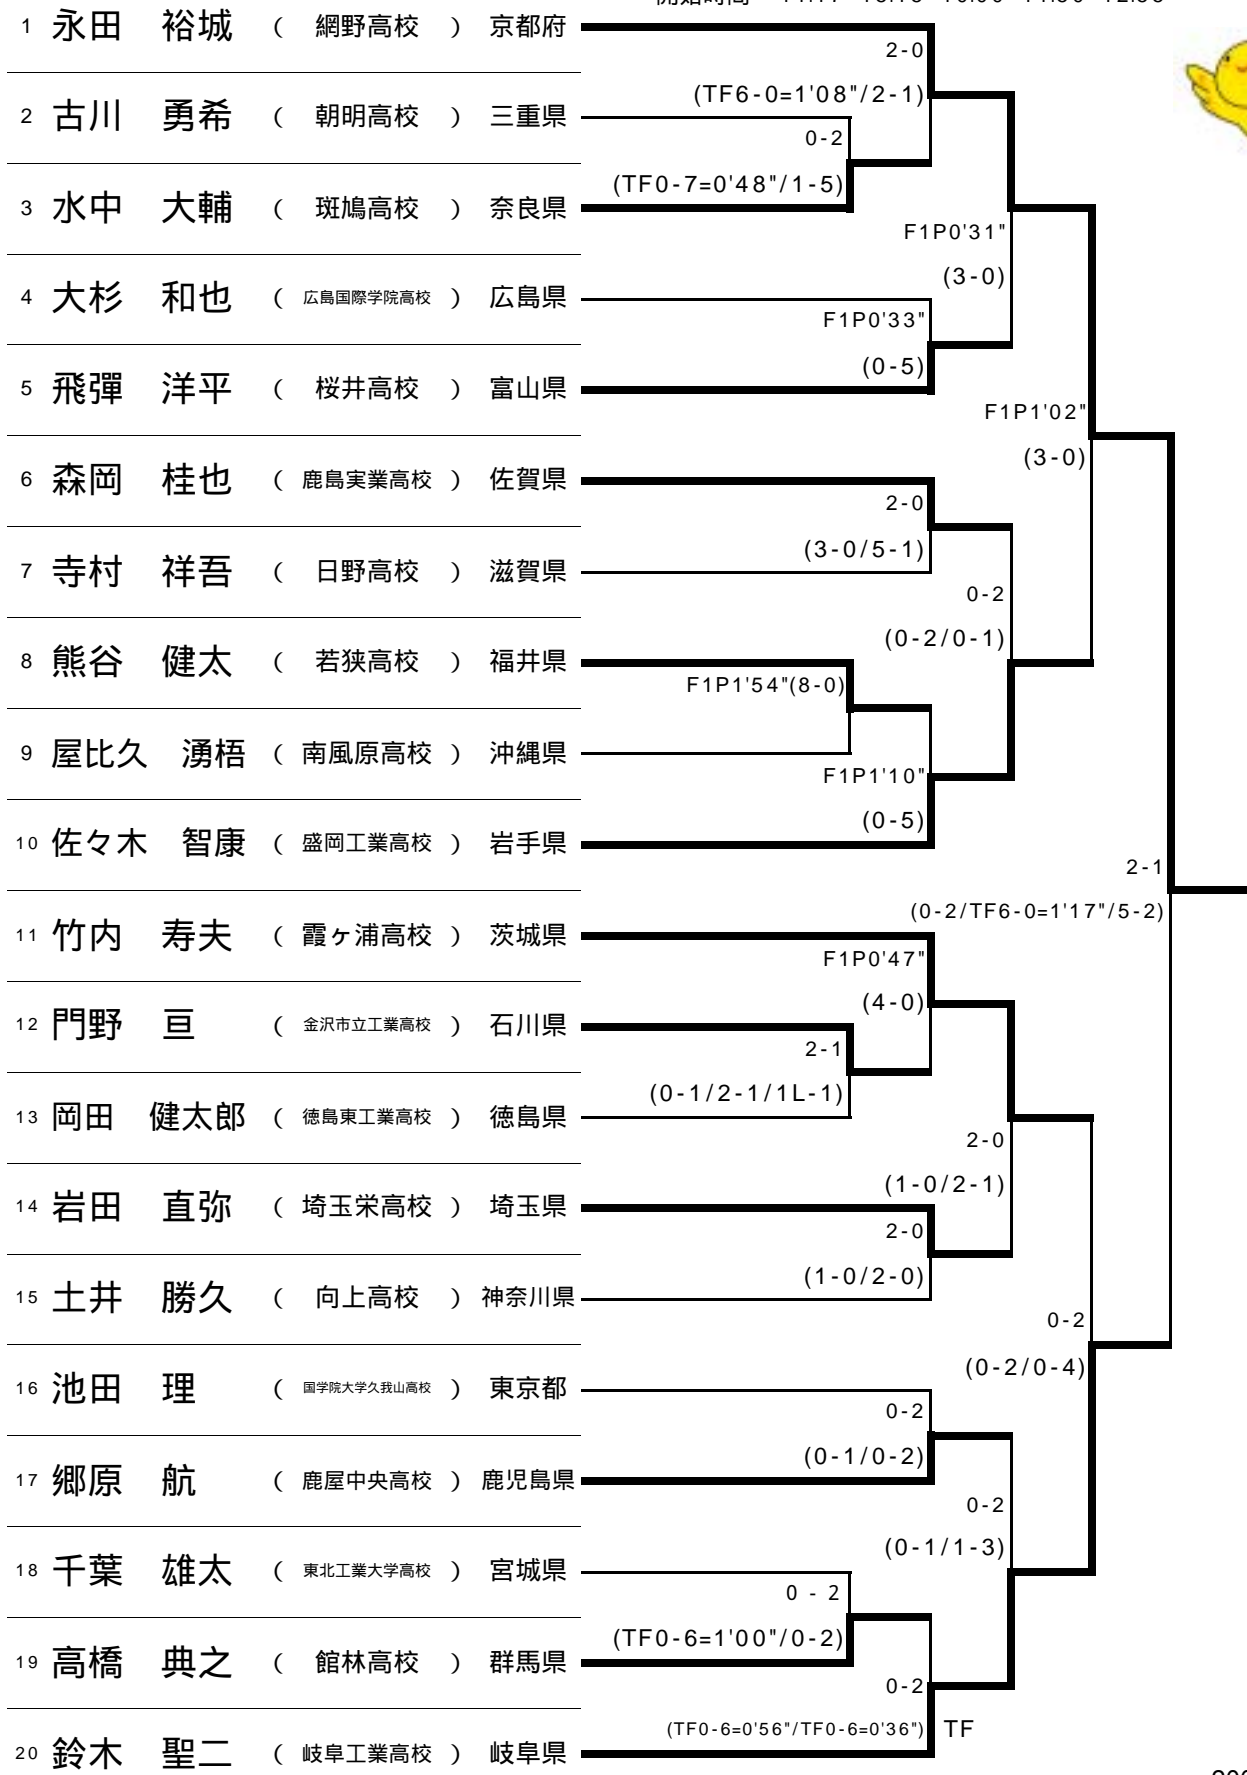 1 永田 裕城 ( 網野高校 ) 京都府
2-0
(TF6-0=1'08"/2-1)
2 古川 勇希 ( 朝明高校 ) 三重県
0-2
(TF0-7=0'48"/1-5)
3 水中 大輔 ( 斑鳩高校 ) 奈良県
F1P0'31"
(3-0)
4 大杉 和也 ( 広島国際学院高校 ) 広島県
F1P0'33"
(0-5)
5 飛彈 洋平 ( 桜井高校 ) 富山県
F1P1'02"
(3-0)
6 森岡 桂也 ( 鹿島実業高校 ) 佐賀県
2-0
(3-0/5-1)
7 寺村 祥吾 ( 日野高校 ) 滋賀県
0-2
(0-2/0-1)
8 熊谷 健太 ( 若狭高校 ) 福井県
F1P1'54"(8-0)
9 屋比久 湧梧 ( 南風原高校 ) 沖縄県
F1P1'10"
(0-5)
10 佐々木 智康 ( 盛岡工業高校 ) 岩手県
2-1
(0-2/TF6-0=1'17"/5-2)
11 竹内 寿夫 ( 霞ヶ浦高校 ) 茨城県
F1P0'47"
(4-0)
12 門野 亘 ( 金沢市立工業高校 ) 石川県
2-1
(0-1/2-1/1L-1)
13 岡田 健太郎 ( 徳島東工業高校 ) 徳島県
2-0
(1-0/2-1)
14 岩田 直弥 ( 埼玉栄高校 ) 埼玉県
2-0
(1-0/2-0)
15 土井 勝久 ( 向上高校 ) 神奈川県
0-2
(0-2/0-4)
16 池田 理 ( 国学院大学久我山高校 ) 東京都
0-2
(0-1/0-2)
17 郷原 航 ( 鹿屋中央高校 ) 鹿児島県
0-2
(0-1/1-3)
18 千葉 雄太 ( 東北工業大学高校 ) 宮城県
0 - 2
(TF0-6=1'00"/0-2)
19 高橋 典之 ( 館林高校 ) 群馬県
0-2
(TF0-6=0'56"/TF0-6=0'36") TF
20 鈴木 聖二 ( 岐阜工業高校 ) 岐阜県